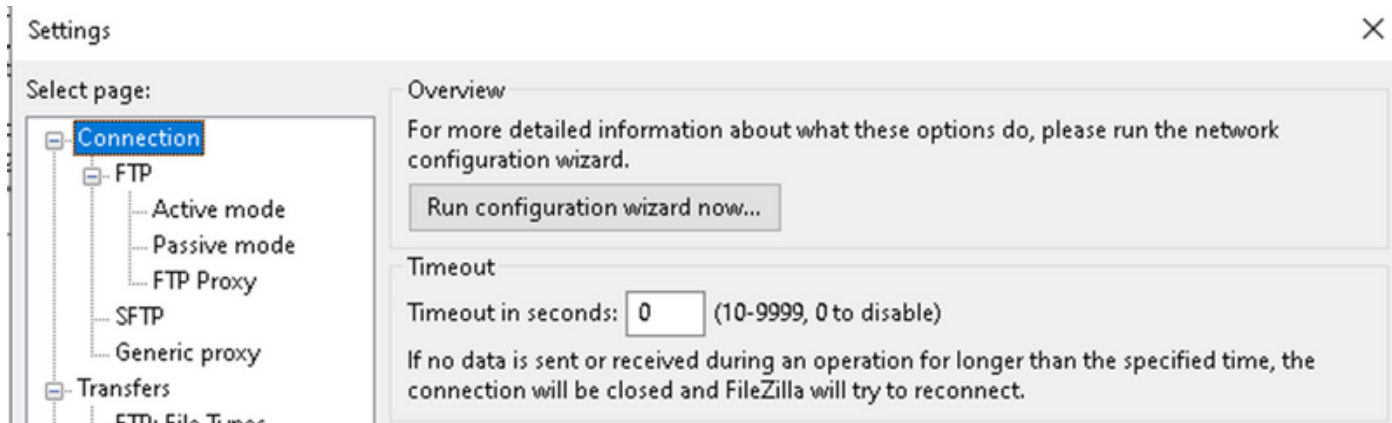 Settings
Select page:
Connection
FTP
Active mode
Passive mode
FTP Proxy
SFTP
Generic proxy
Transfers
FTP: File Types
Overview
For more detailed information about what these options do, please run the network
configuration wizard.
Run configuration wizard now...
Timeout
Timeout in seconds: 0 (10-9999, 0 to disable)
If no data is sent or received during an operation for longer than the specified time, the
connection will be closed and FileZilla will try to reconnect.